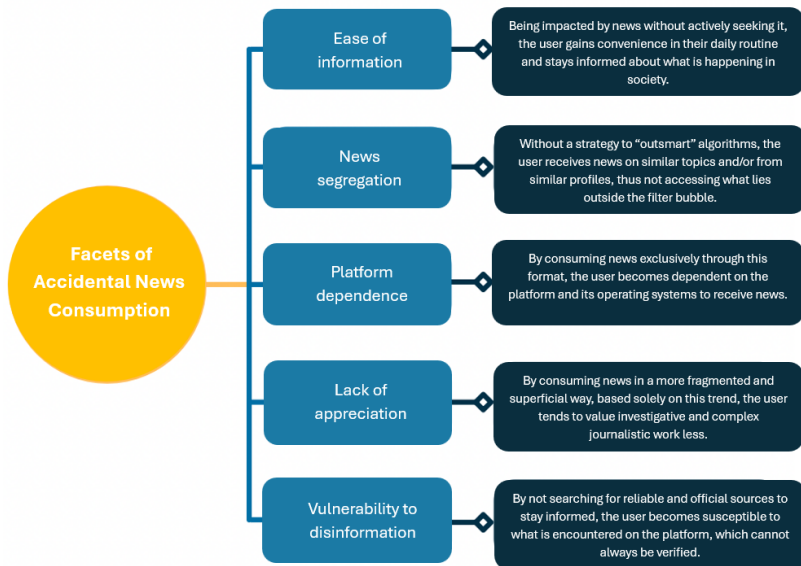 Facets of
Accidental News
Consumption
Ease of
information
Being impacted by news without actively seeking it,
the user gains convenience in their daily routine
and stays informed about what is happening in
society.
News
segregation
Without a strategy to “outsmart” algorithms, the
user receives news on similar topics and/or from
similar profiles, thus not accessing what lies
outside the filter bubble.
Platform
dependence
By consuming news exclusively through this
format, the user becomes dependent on the
platform and its operating systems to receive news.
Lack of
appreciation
By consuming news in a more fragmented and
superficial way, based solely on this trend, the user
tends to value investigative and complex
journalistic work less.
Vulnerability to
disinformation
By not searching for reliable and official sources to
stay informed, the user becomes susceptible to
what is encountered on the platform, which cannot
always be verified.